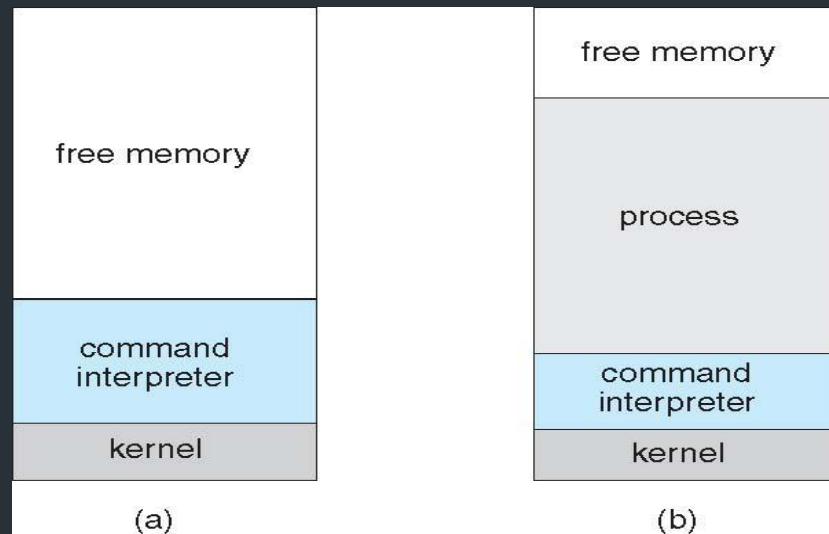 free memory
command
interpreter
kernel
(a)
free memory
process
command
interpreter
kernel
(b)